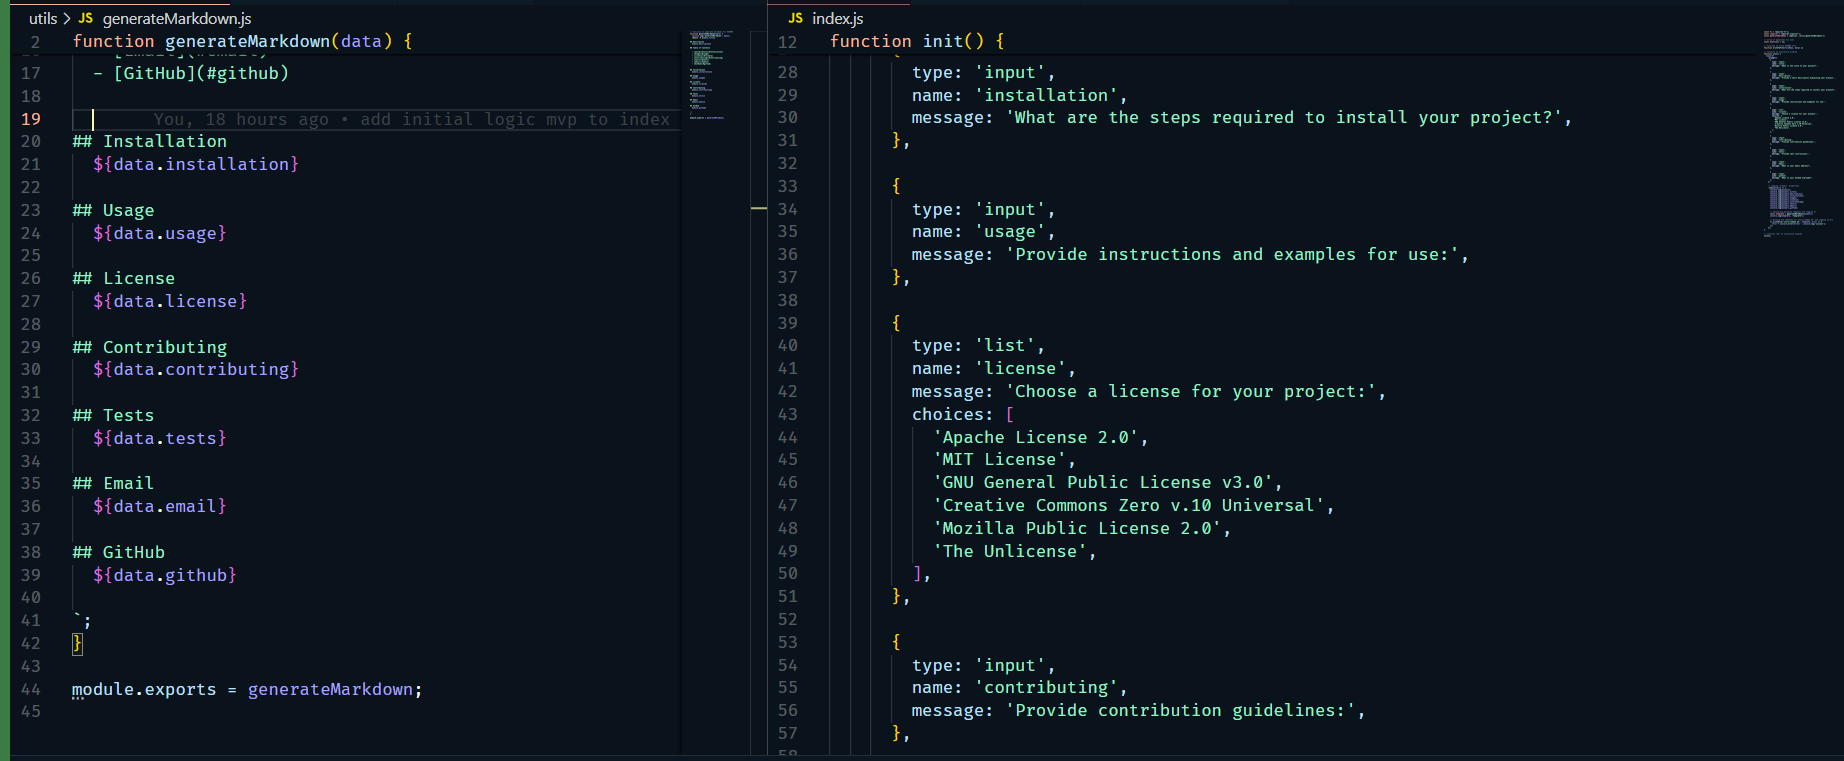 utils > JS generateMarkdown.js
2 function generateMarkdown(data) {
17 - [GitHub](#github)
18
19 You, 18 hours ago • add initial logic mvp to index
20 ## Installation
21 ${data.installation}
22
23 ## Usage
24 ${data.usage}
25
26 ## License
27 ${data.license}
28
29 ## Contributing
30 ${data.contributing}
31
32 ## Tests
33 ${data.tests}
34
35 ## Email
36 ${data.email}
37
38 ## GitHub
39 ${data.github}
40
41 `;
42 }
43
44 module.exports = generateMarkdown;
45
JS index.js
12 function init() {
28 type: 'input',
29 name: 'installation',
30 message: 'What are the steps required to install your project?',
31 },
32
33 {
34 type: 'input',
35 name: 'usage',
36 message: 'Provide instructions and examples for use:',
37 },
38
39 {
40 type: 'list',
41 name: 'license',
42 message: 'Choose a license for your project:',
43 choices: [
44 'Apache License 2.0',
45 'MIT License',
46 'GNU General Public License v3.0',
47 'Creative Commons Zero v.10 Universal',
48 'Mozilla Public License 2.0',
49 'The Unlicense',
50 ],
51 },
52
53 {
54 type: 'input',
55 name: 'contributing',
56 message: 'Provide contribution guidelines:',
57 },